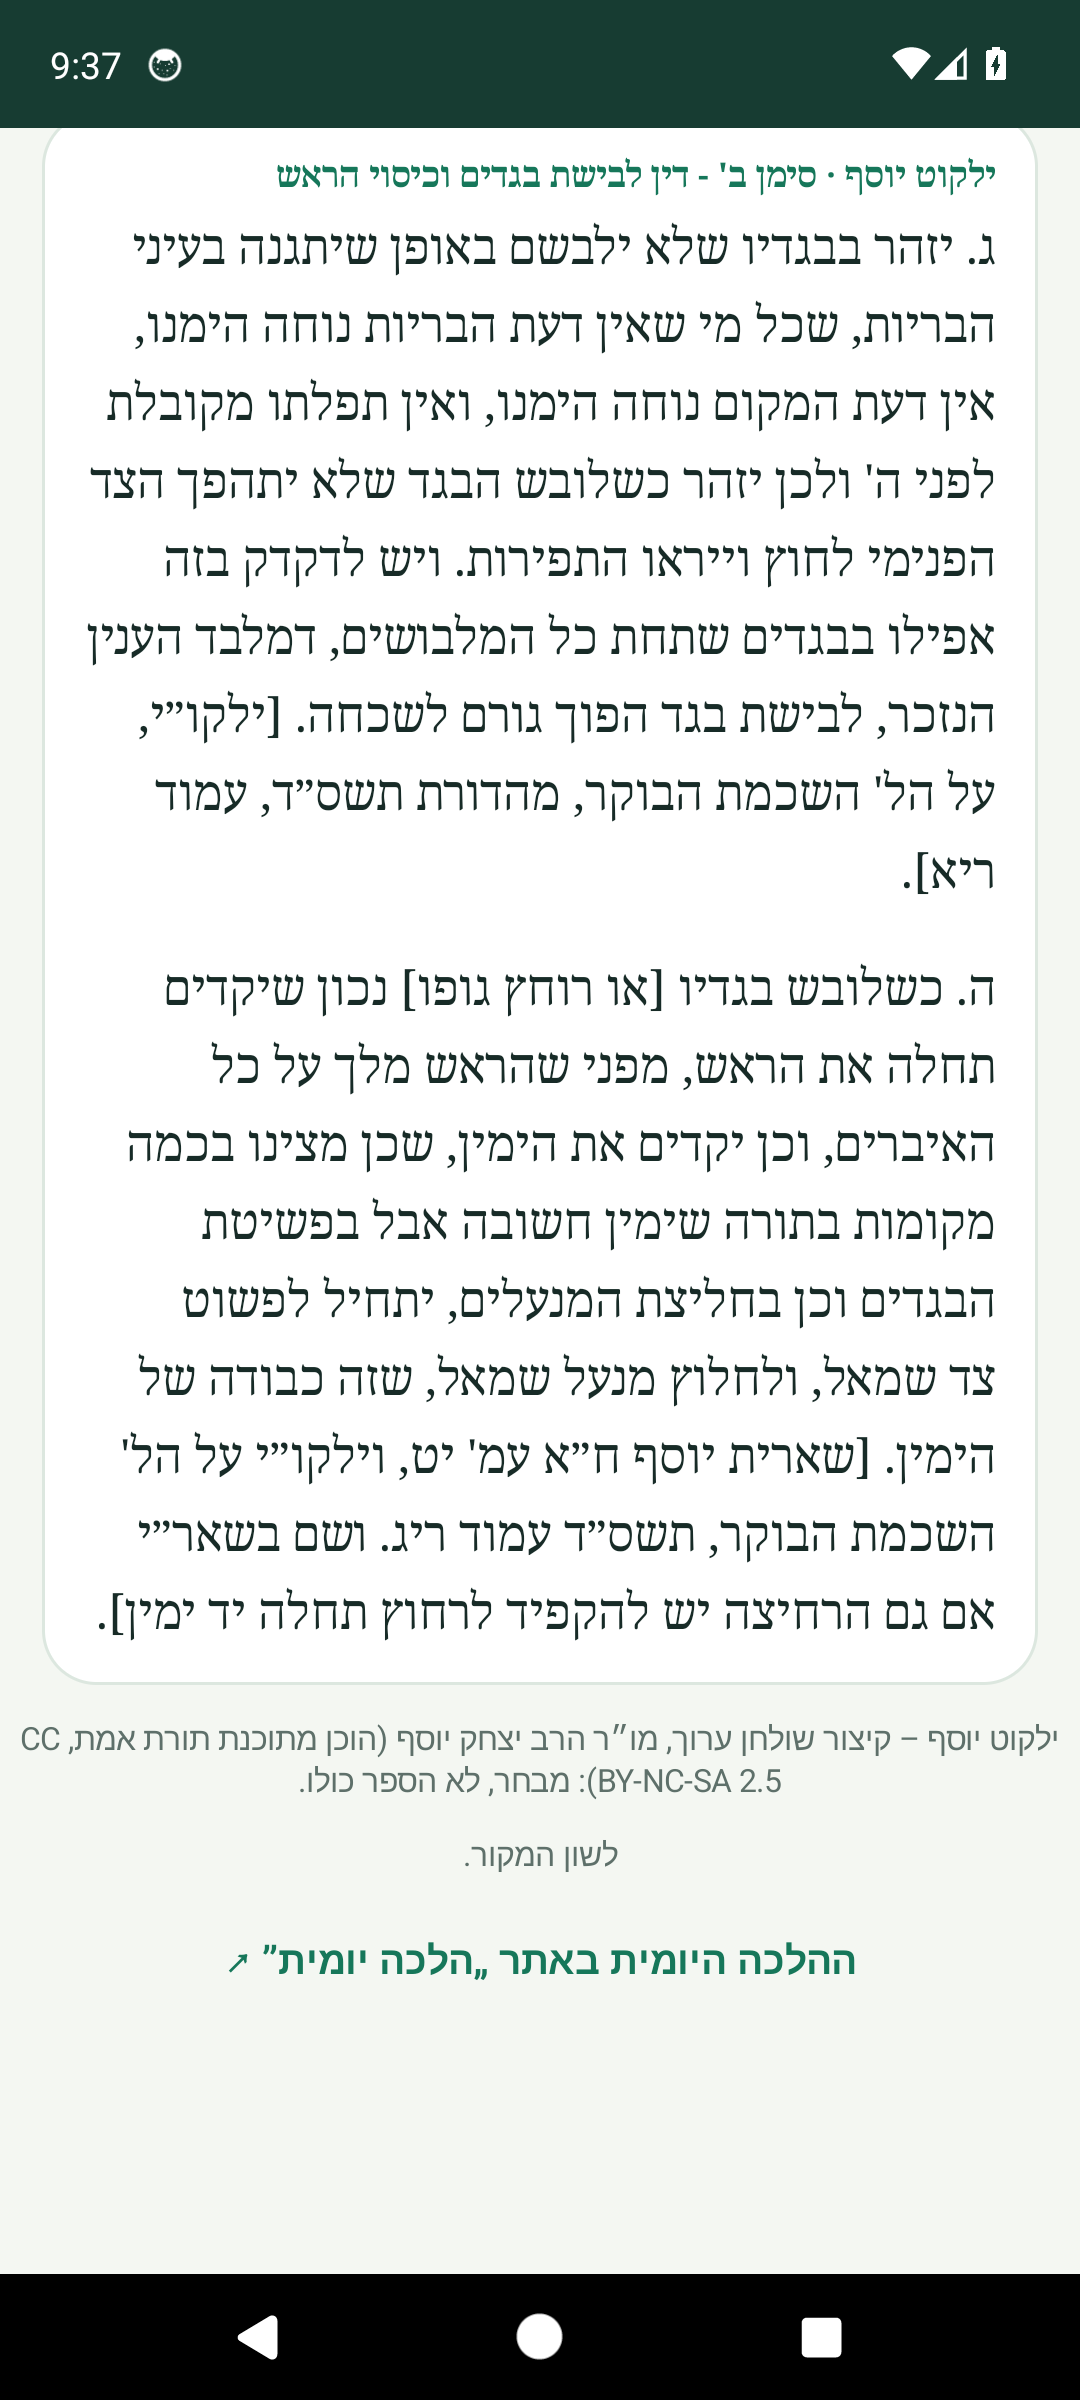 9:37
ילקוט יוסף · סימן ב' - דין לבישת בגדים וכיסוי הראש
ג. יזהר בבגדיו שלא ילבשם באופן שיתגנה בעיני
הבריות, שכל מי שאין דעת הבריות נוחה הימנו,
אין דעת המקום נוחה הימנו, ואין תפלתו מקובלת
לפני ה' ולכן יזהר כשלובש הבגד שלא יתהפך הצד
הפנימי לחוץ וייראו התפירות. ויש לדקדק בזה
אפילו בבגדים שתחת כל המלבושים, דמלבד הענין
הנזכר, לבישת בגד הפוך גורם לשכחה. [ילקו״י,
על הל' השכמת הבוקר, מהדורת תשס״ד, עמוד
ריא].
ה. כשלובש בגדיו [או רוחץ גופו] נכון שיקדים
תחלה את הראש, מפני שהראש מלך על כל
האיברים, וכן יקדים את הימין, שכן מצינו בכמה
מקומות בתורה שימין חשובה אבל בפשיטת
הבגדים וכן בחליצת המנעלים, יתחיל לפשוט
צד שמאל, ולחלוץ מנעל שמאל, שזה כבודה של
הימין. [שארית יוסף ח״א עמ' יט, וילקו״י על הל'
השכמת הבוקר, תשס״ד עמוד ריג. ושם בשאר״י
אם גם הרחיצה יש להקפיד לרחוץ תחלה יד ימין].
ילקוט יוסף – קיצור שולחן ערוך, מו״ר הרב יצחק יוסף (הוכן מתוכנת תורת אמת, CC
BY-NC-SA 2.5): מבחר, לא הספר כולו.
לשון המקור.
ההלכה היומית באתר „הלכה יומית” ↗